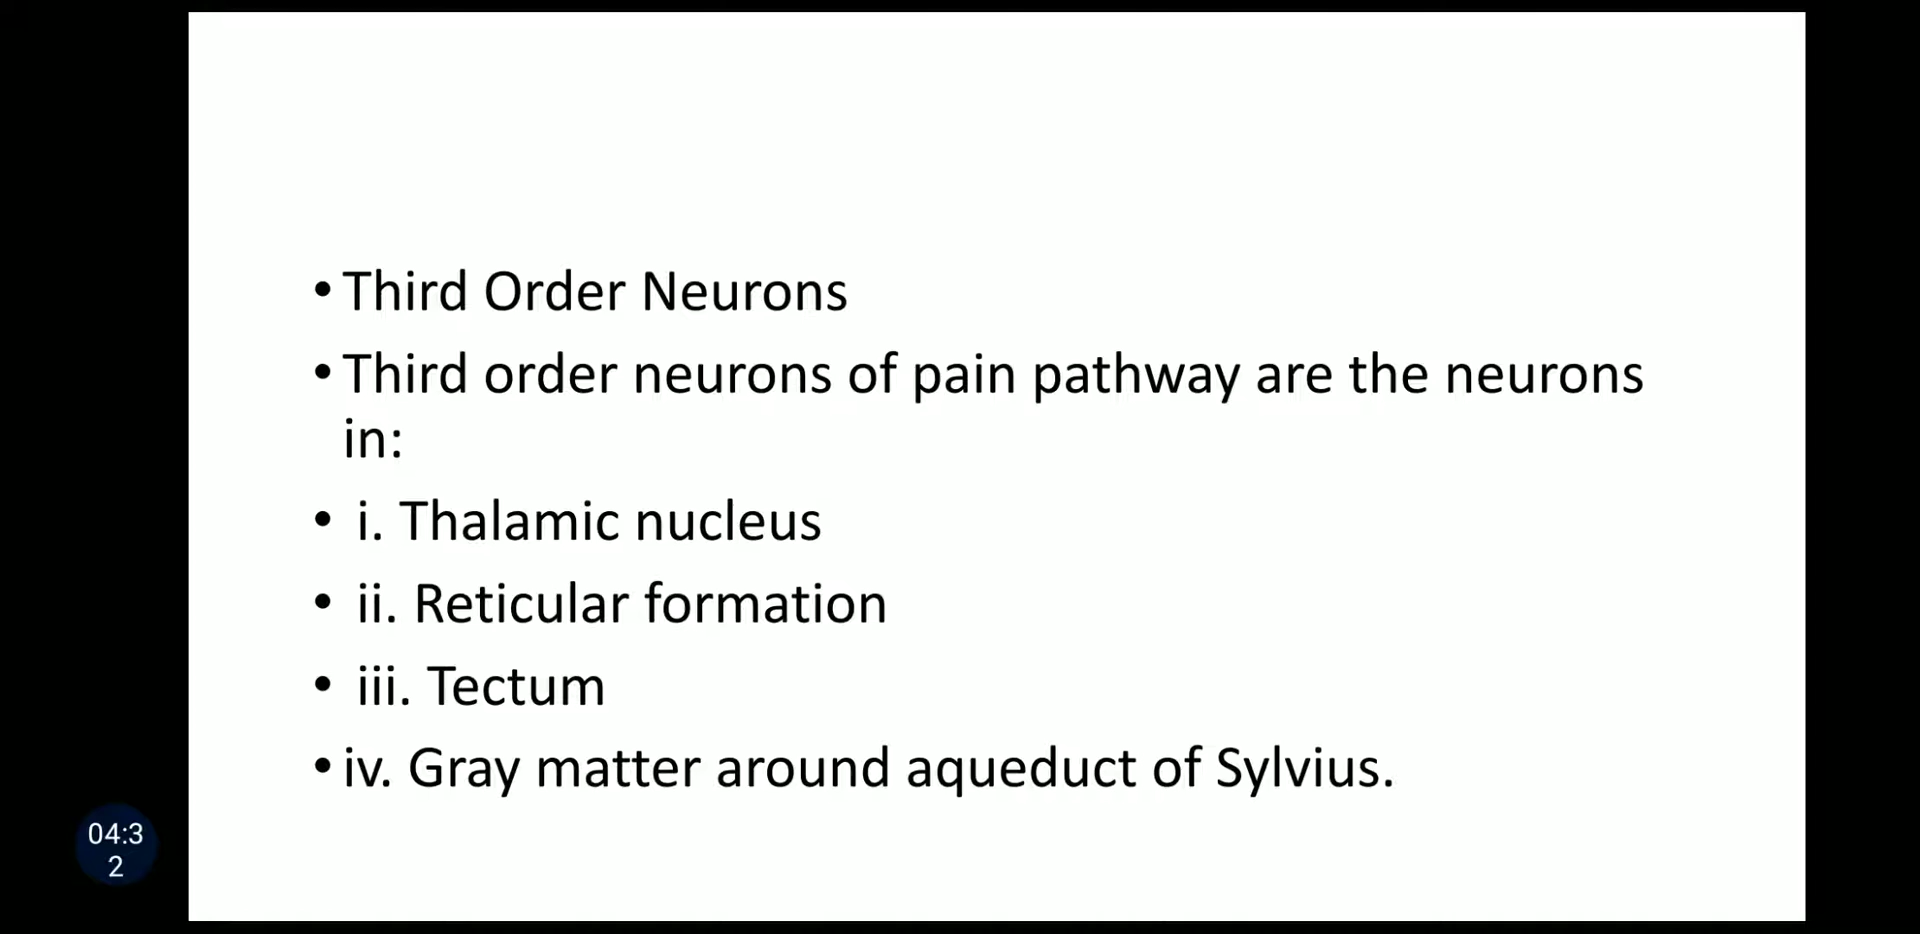 • Third Order Neurons
• Third order neurons of pain pathway are the neurons
in:
• i. Thalamic nucleus
• ii. Reticular formation
• iii. Tectum
• iv. Gray matter around aqueduct of Sylvius.
04:3
2